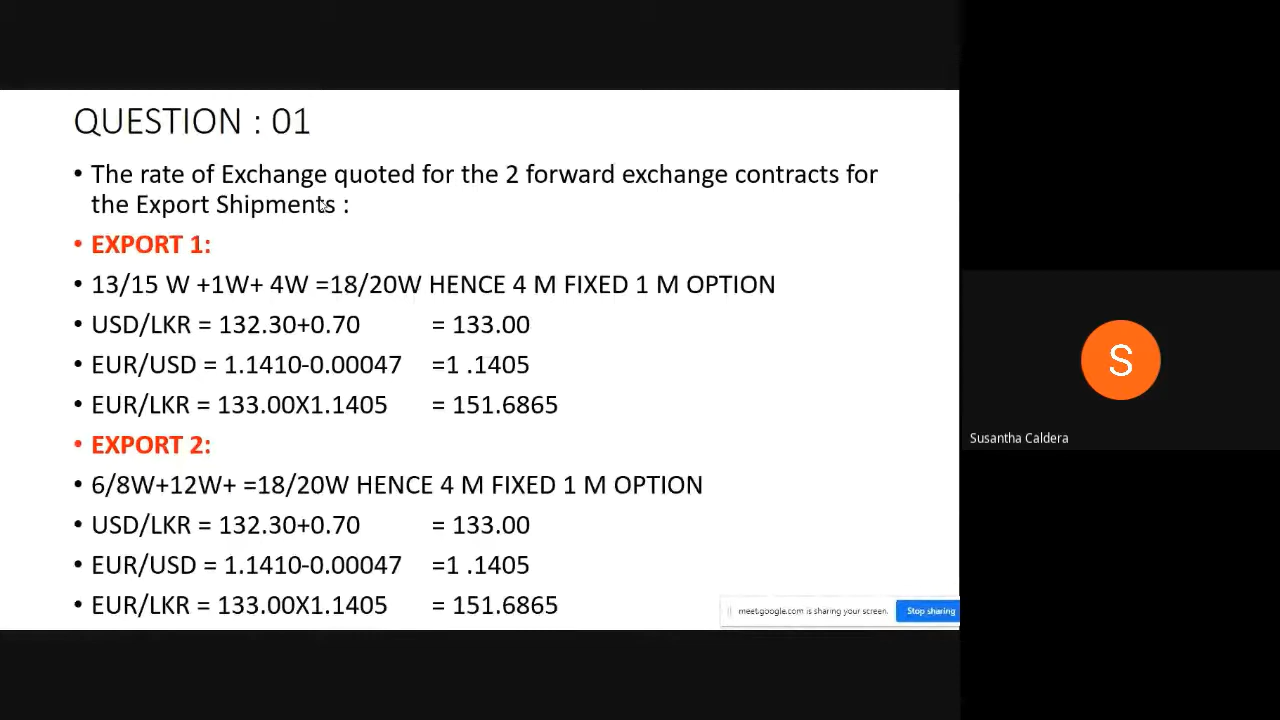 QUESTION : 01
• The rate of Exchange quoted for the 2 forward exchange contracts for
the Export Shipments :
• EXPORT 1:
• 13/15 W +1W+ 4W =18/20W HENCE 4 M FIXED 1 M OPTION
• USD/LKR = 132.30+0.70 = 133.00
• EUR/USD = 1.1410-0.00047 =1 .1405
• EUR/LKR = 133.00X1.1405 = 151.6865
• EXPORT 2:
• 6/8W+12W+ =18/20W HENCE 4 M FIXED 1 M OPTION
• USD/LKR = 132.30+0.70 = 133.00
• EUR/USD = 1.1410-0.00047 =1 .1405
• EUR/LKR = 133.00X1.1405 = 151.6865
meet.google.com is sharing your screen. Stop sharing
S
Susantha Caldera